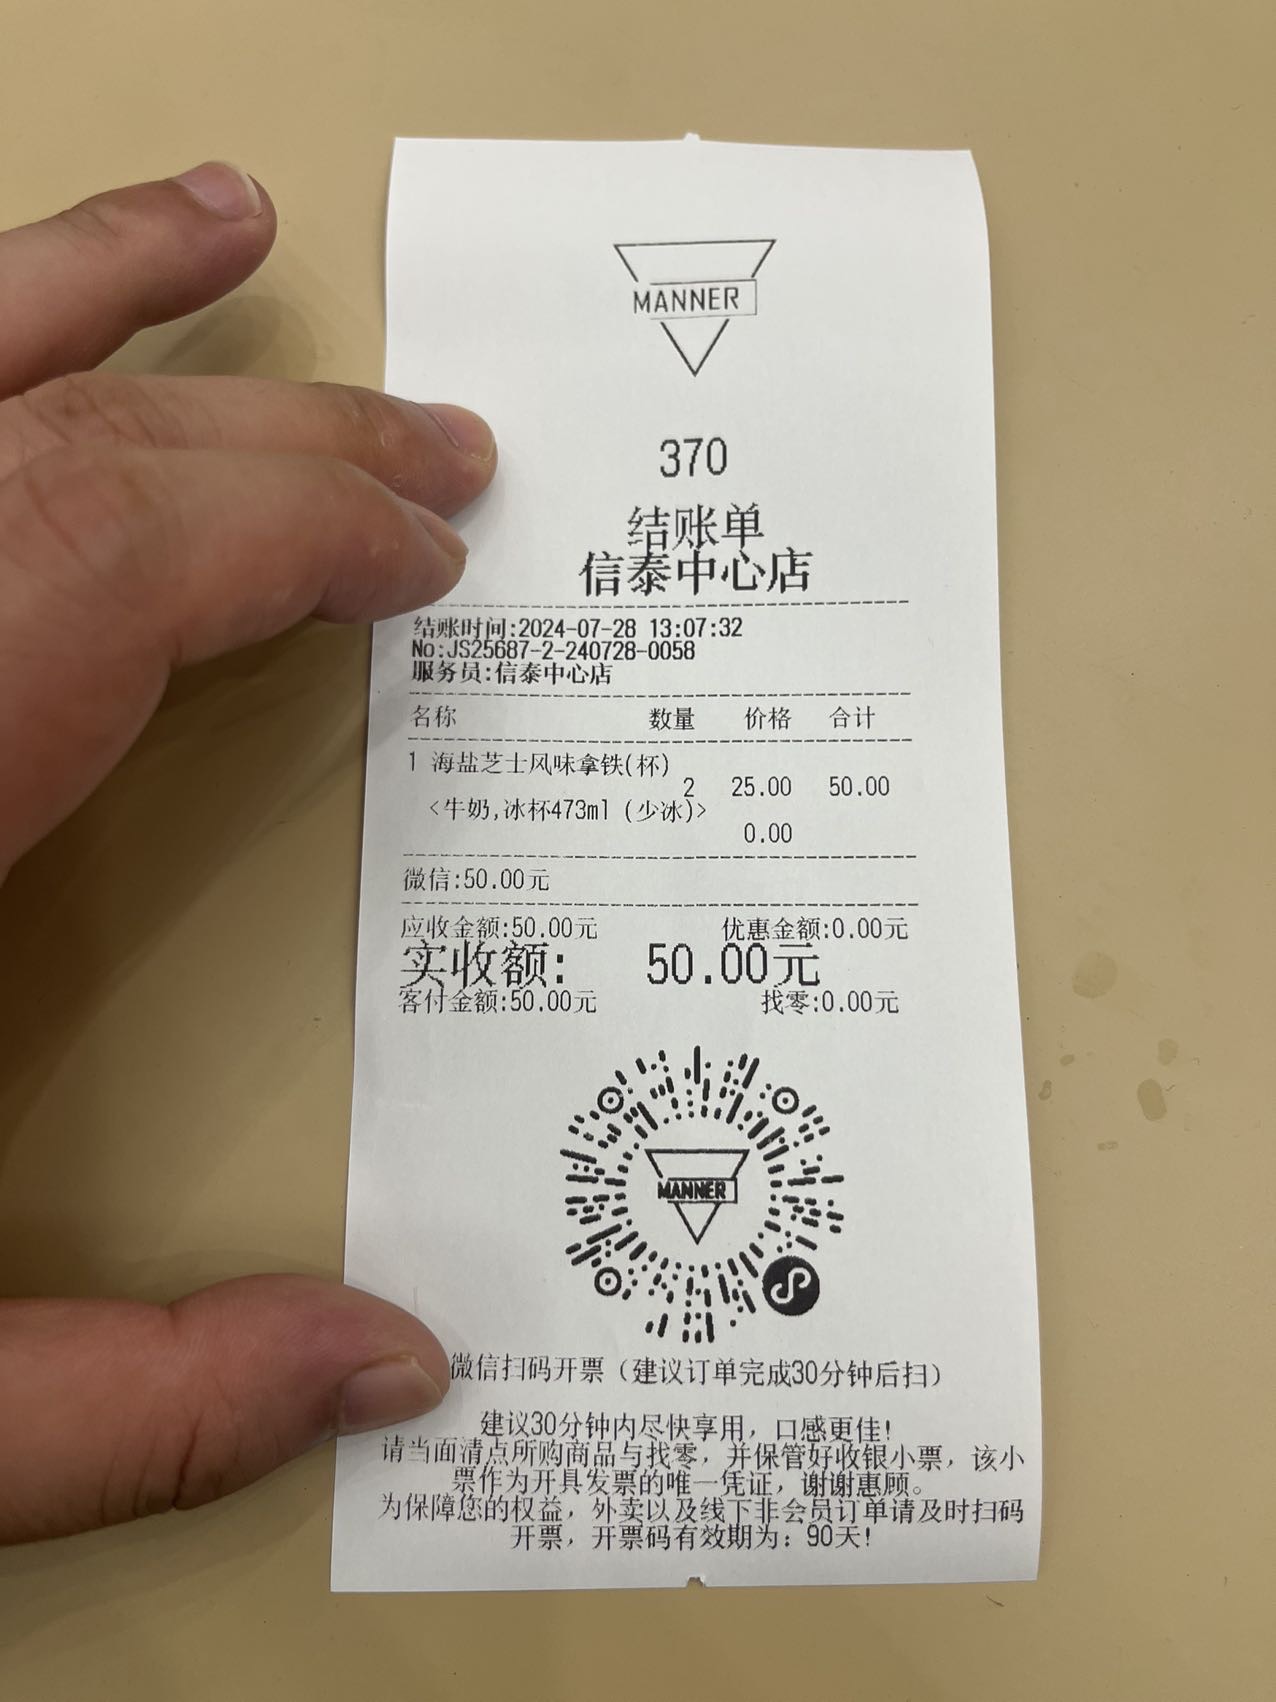 MANNER
370
结账单
信泰中心店
结账时间:2024-07-28 13:07:32
No:JS25687-2-240728-0058
服务员:信泰中心店
名称 数量 价格 合计
1 海盐芝士风味拿铁(杯)
2 25.00 50.00
<牛奶,冰杯473ml (少冰)>
0.00
微信:50.00元
应收金额:50.00元 优惠金额:0.00元
实收额: 50.00元
客付金额:50.00元 找零:0.00元
MANNER
微信扫码开票（建议订单完成30分钟后扫）
建议30分钟内尽快享用，口感更佳!
请当面清点所购商品与找零，并保管好收银小票，该小
票作为开具发票的唯一凭证，谢谢惠顾。
为保障您的权益，外卖以及线下非会员订单请及时扫码
开票，开票码有效期为：90天!